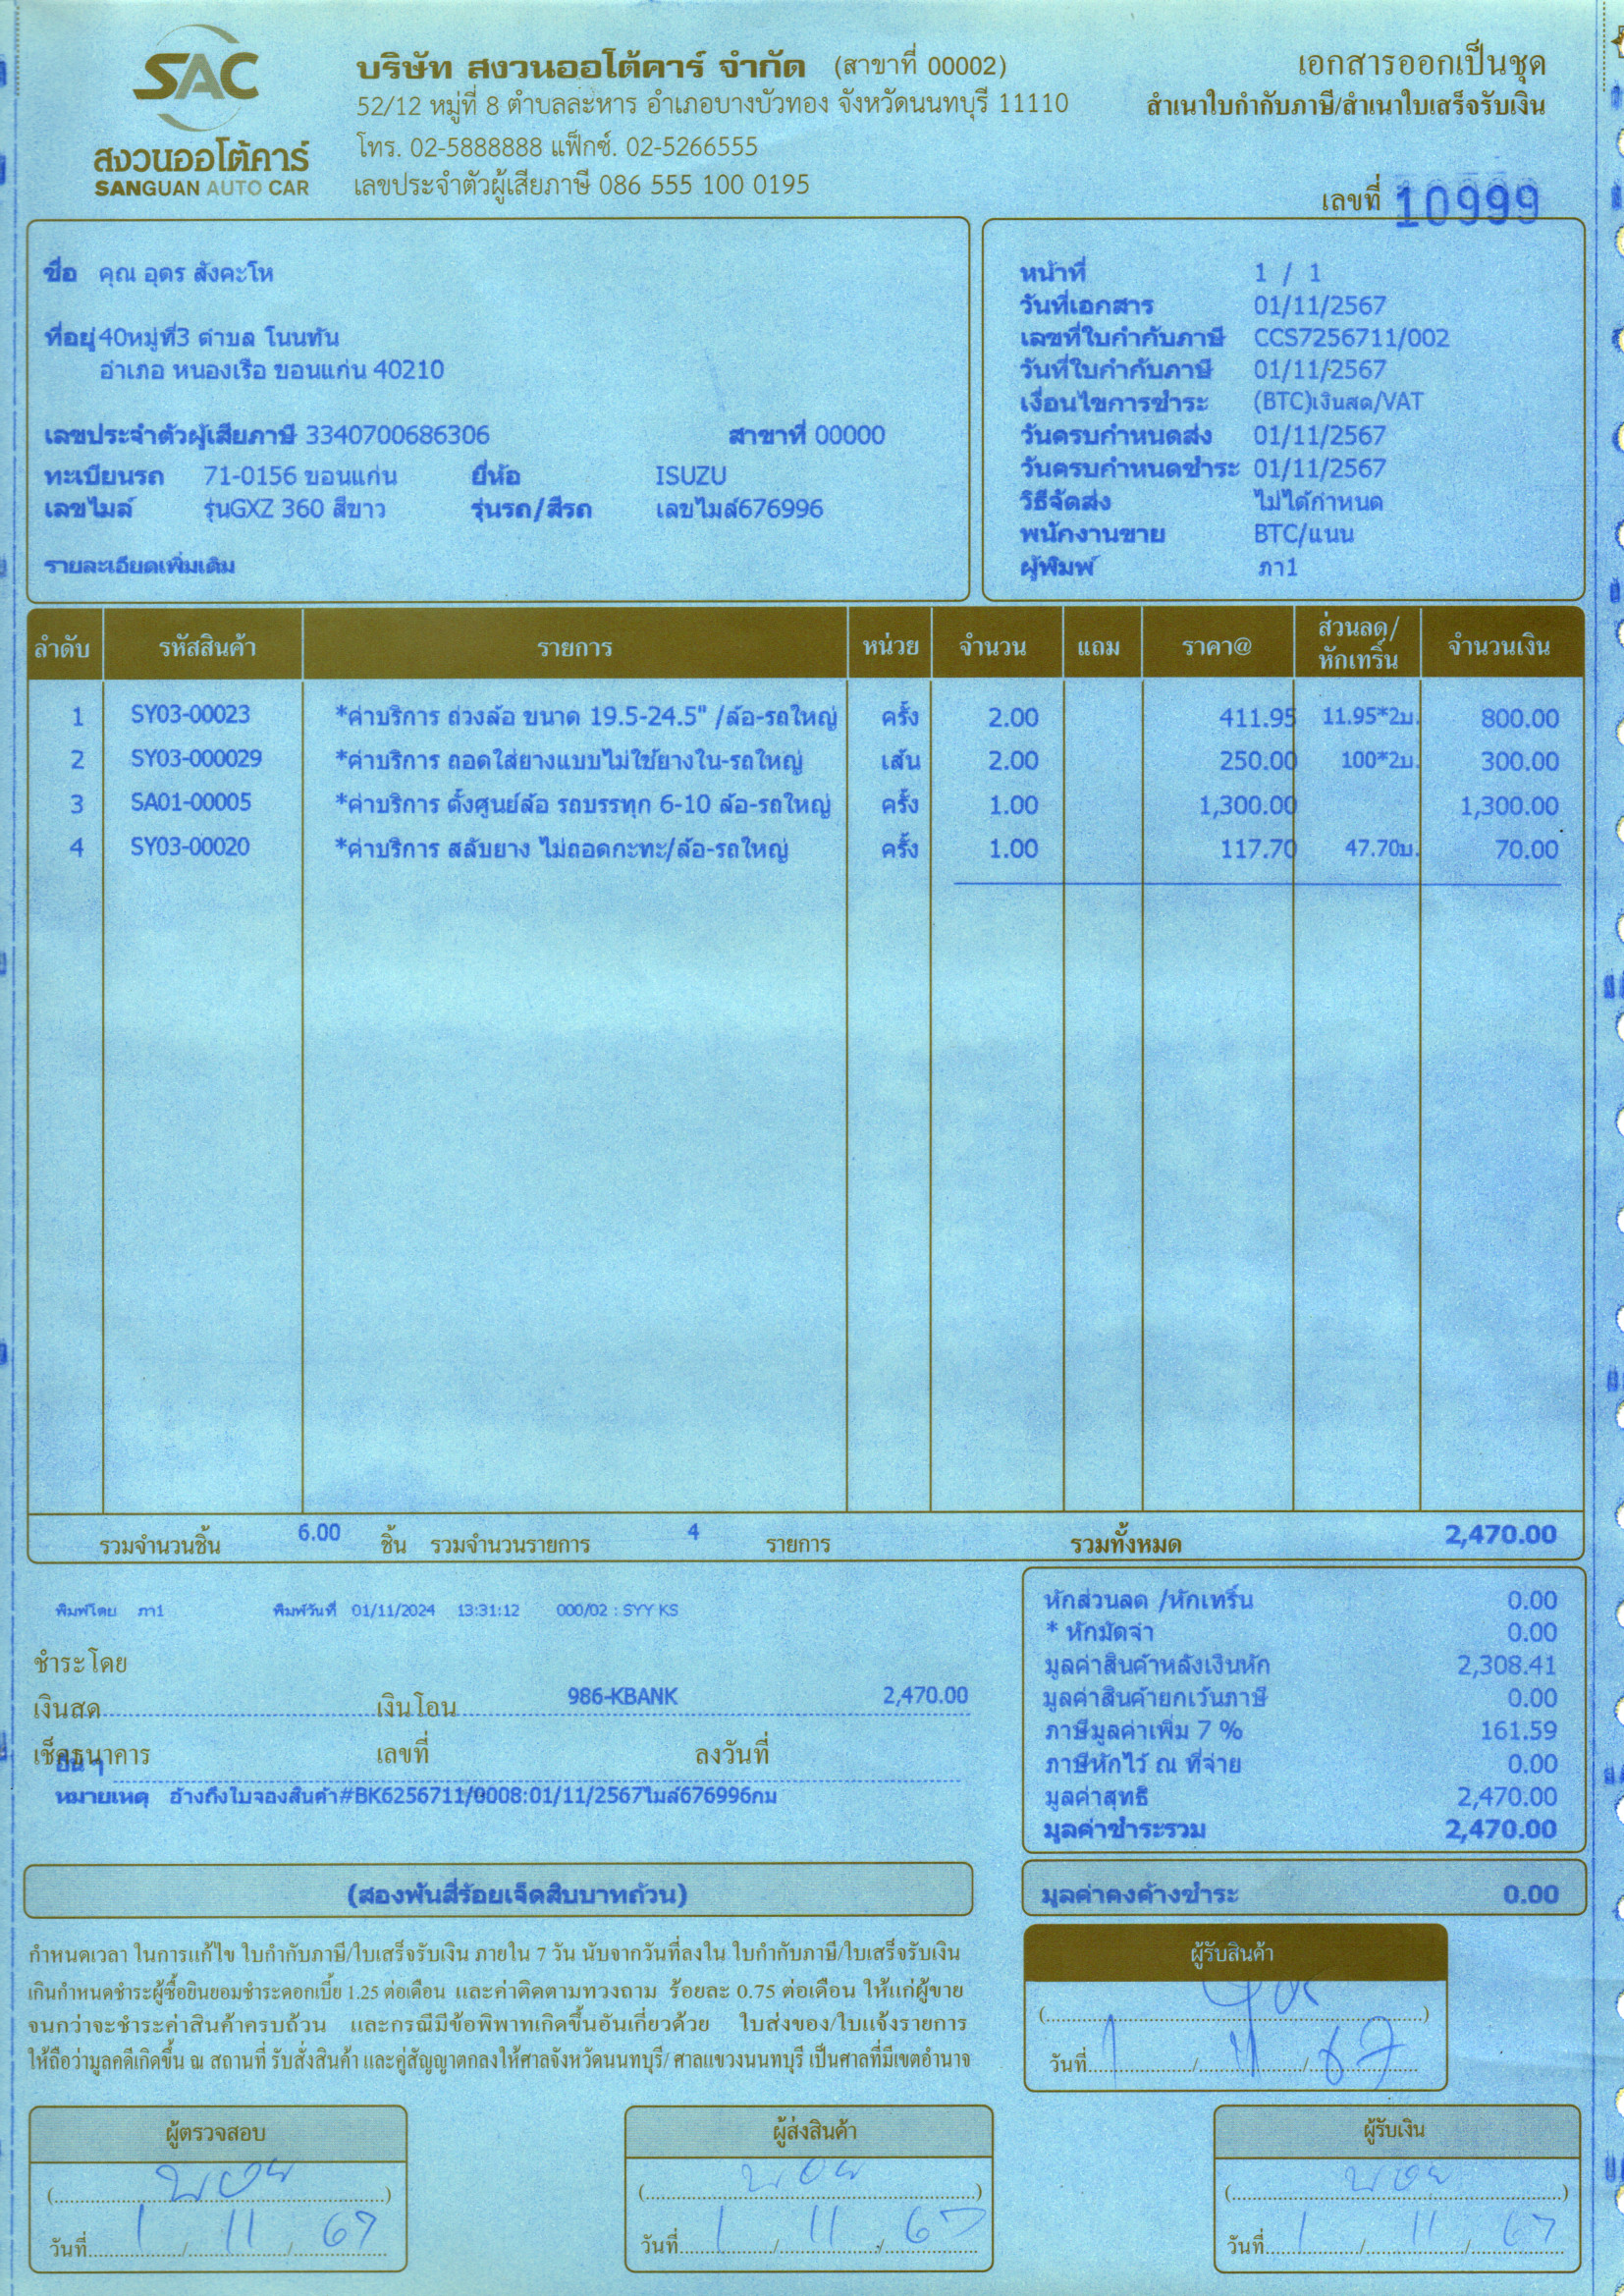 SAC
สงวนออโต้คาร์
SANGUAN AUTO CAR
บริษัท สงวนออโต้คาร์ จำกัด (สาขาที่ 00002)
52/12 หมู่ที่ 8 ตำบลละหาร อำเภอบางบัวทอง จังหวัดนนทบุรี 11110
โทร. 02-5888888 แฟ็กซ์. 02-5266555
เลขประจำตัวผู้เสียภาษี 086 555 100 0195
เอกสารออกเป็นชุด
สำเนาใบกำกับภาษี/สำเนาใบเสร็จรับเงิน
เลขที่ 10999
ชื่อ คุณ อุดร สังคะโห
ที่อยู่ 40หมู่ที่3 ตำบล โนนทัน
อำเภอ หนองเรือ ขอนแก่น 40210
เลขประจำตัวผู้เสียภาษี 3340700686306 สาขาที่ 00000
ทะเบียนรถ 71-0156 ขอนแก่น ยี่ห้อ ISUZU
เลขไมล์ รุ่นGXZ 360 สีขาว รุ่นรถ/สีรถ เลขไมล์676996
รายละเอียดเพิ่มเติม
หน้าที่ 1 / 1
วันที่เอกสาร 01/11/2567
เลขที่ใบกำกับภาษี CCS7256711/002
วันที่ใบกำกับภาษี 01/11/2567
เงื่อนไขการชำระ (BTC)เงินสด/VAT
วันครบกำหนดส่ง 01/11/2567
วันครบกำหนดชำระ 01/11/2567
วิธีจัดส่ง ไม่ได้กำหนด
พนักงานขาย BTC/แนน
ผู้พิมพ์ ภา1
ลำดับ รหัสสินค้า รายการ หน่วย จำนวน แถม ราคา@ ส่วนลด/หักเทริ์น จำนวนเงิน
1 SY03-00023 *ค่าบริการ ถ่วงล้อ ขนาด 19.5-24.5" /ล้อ-รถใหญ่ ครั้ง 2.00 411.95 11.95*2บ. 800.00
2 SY03-000029 *ค่าบริการ ถอดใส่ยางแบบไม่ใช้ยางใน-รถใหญ่ เส้น 2.00 250.00 100*2บ. 300.00
3 SA01-00005 *ค่าบริการ ตั้งศูนย์ล้อ รถบรรทุก 6-10 ล้อ-รถใหญ่ ครั้ง 1.00 1,300.00 1,300.00
4 SY03-00020 *ค่าบริการ สลับยาง ไม่ถอดกะทะ/ล้อ-รถใหญ่ ครั้ง 1.00 117.70 47.70บ. 70.00
รวมจำนวนชิ้น 6.00 ชิ้น รวมจำนวนรายการ 4 รายการ รวมทั้งหมด 2,470.00
พิมพ์โดย ภา1 พิมพ์วันที่ 01/11/2024 13:31:12 000/02 : SYY KS
ชำระโดย
เงินสด เงินโอน 986-KBANK 2,470.00
เช็คธนาคาร เลขที่ ลงวันที่
อื่น ๆ
หมายเหตุ อ้างถึงใบจองสินค้า#BK6256711/0008:01/11/2567ไมล์676996กม
หักส่วนลด /หักเทริ์น 0.00
* หักมัดจำ 0.00
มูลค่าสินค้าหลังเงินหัก 2,308.41
มูลค่าสินค้ายกเว้นภาษี 0.00
ภาษีมูลค่าเพิ่ม 7 % 161.59
ภาษีหักไว้ ณ ที่จ่าย 0.00
มูลค่าสุทธิ 2,470.00
มูลค่าชำระรวม 2,470.00
(สองพันสี่ร้อยเจ็ดสิบบาทถ้วน)
มูลค่าคงค้างชำระ 0.00
กำหนดเวลา ในการแก้ไข ใบกำกับภาษี/ใบเสร็จรับเงิน ภายใน 7 วัน นับจากวันที่ลงใน ใบกำกับภาษี/ใบเสร็จรับเงิน
เกินกำหนดชำระผู้ซื้อยินยอมชำระดอกเบี้ย 1.25 ต่อเดือน และค่าติดตามทวงถาม ร้อยละ 0.75 ต่อเดือน ให้แก่ผู้ขาย
จนกว่าจะชำระค่าสินค้าครบถ้วน และกรณีมีข้อพิพาทเกิดขึ้นอันเกี่ยวด้วย ใบส่งของ/ใบแจ้งรายการ
ให้ถือว่ามูลคดีเกิดขึ้น ณ สถานที่ รับสั่งสินค้า และคู่สัญญาตกลงให้ศาลจังหวัดนนทบุรี/ ศาลแขวงนนทบุรี เป็นศาลที่มีเขตอำนาจ
ผู้รับสินค้า
วันที่ 1 / 11 / 67
ผู้ตรวจสอบ
วันที่ 1 / 11 / 67
ผู้ส่งสินค้า
วันที่ 1 / 11 / 67
ผู้รับเงิน
วันที่ 1 / 11 / 67